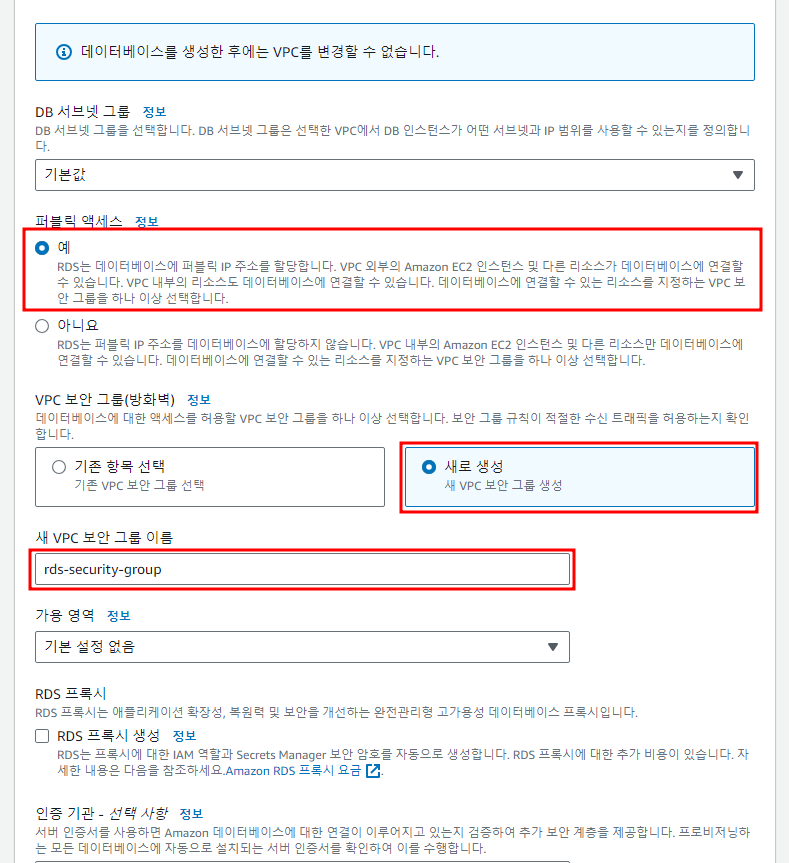 데이터베이스를 생성한 후에는 VPC를 변경할 수 없습니다.
DB 서브넷 그룹 정보
DB 서브넷 그룹을 선택합니다. DB 서브넷 그룹은 선택한 VPC에서 DB 인스턴스가 어떤 서브넷과 IP 범위를 사용할 수 있는지를 정의합니
다.
기본값
퍼블릭 액세스 정보
예
RDS는 데이터베이스에 퍼블릭 IP 주소를 할당합니다. VPC 외부의 Amazon EC2 인스턴스 및 다른 리소스가 데이터베이스에 연결할
수 있습니다. VPC 내부의 리소스도 데이터베이스에 연결할 수 있습니다. 데이터베이스에 연결할 수 있는 리소스를 지정하는 VPC 보
안 그룹을 하나 이상 선택합니다.
아니요
RDS는 퍼블릭 IP 주소를 데이터베이스에 할당하지 않습니다. VPC 내부의 Amazon EC2 인스턴스 및 다른 리소스만 데이터베이스에
연결할 수 있습니다. 데이터베이스에 연결할 수 있는 리소스를 지정하는 VPC 보안 그룹을 하나 이상 선택합니다.
VPC 보안 그룹(방화벽) 정보
데이터베이스에 대한 액세스를 허용할 VPC 보안 그룹을 하나 이상 선택합니다. 보안 그룹 규칙이 적절한 수신 트래픽을 허용하는지 확인
합니다.
기존 항목 선택
기존 VPC 보안 그룹 선택
새로 생성
새 VPC 보안 그룹 생성
새 VPC 보안 그룹 이름
rds-security-group
가용 영역 정보
기본 설정 없음
RDS 프록시
RDS 프록시는 애플리케이션 확장성, 복원력 및 보안을 개선하는 완전관리형 고가용성 데이터베이스 프록시입니다.
RDS 프록시 생성 정보
RDS는 프록시에 대한 IAM 역할과 Secrets Manager 보안 암호를 자동으로 생성합니다. RDS 프록시에 대한 추가 비용이 있습니다. 자
세한 내용은 다음을 참조하세요.Amazon RDS 프록시 요금.
인증 기관 - 선택 사항 정보
서버 인증서를 사용하면 Amazon 데이터베이스에 대한 연결이 이루어지고 있는지 검증하여 추가 보안 계층을 제공합니다. 프로비저닝하
는 모든 데이터베이스에 자동으로 설치되는 서버 인증서를 확인하여 이를 수행합니다.